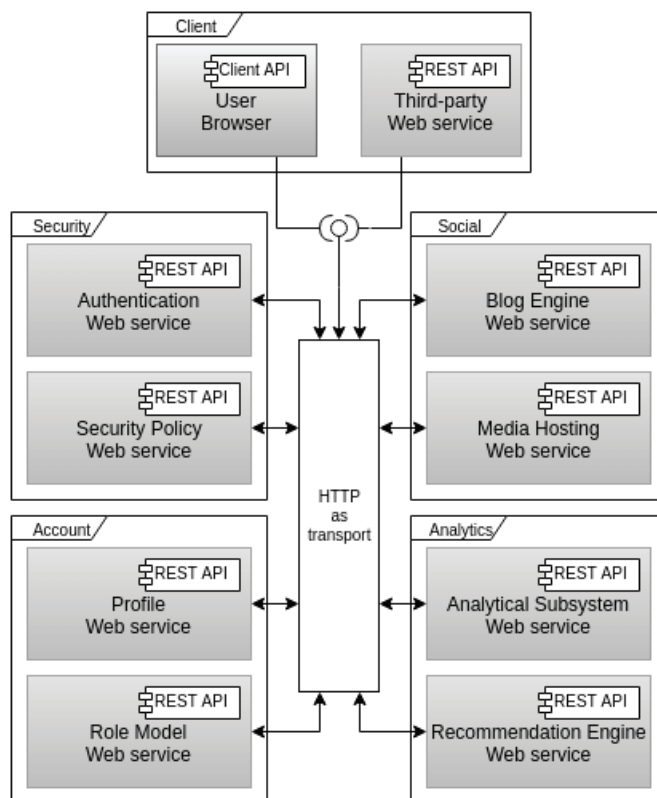 Client
Client API
User
Browser
REST API
Third-party
Web service
Security
REST API
Authentication
Web service
REST API
Security Policy
Web service
Social
REST API
Blog Engine
Web service
REST API
Media Hosting
Web service
HTTP
as
transport
Account
REST API
Profile
Web service
REST API
Role Model
Web service
Analytics
REST API
Analytical Subsystem
Web service
REST API
Recommendation Engine
Web service